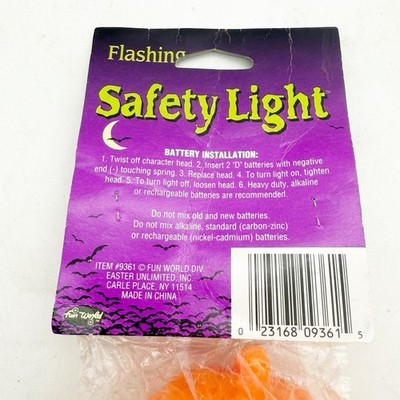 Flashing
Safety Light™
BATTERY INSTALLATION:
1. Twist off character head. 2. Insert 2 "D" batteries with negative
end (-) touching spring. 3. Replace head. 4. To turn light on, tighten
head. 5. To turn light off, loosen head. 6. Heavy duty, alkaline
or rechargeable batteries are recommended.
Do not mix old and new batteries.
Do not mix alkaline, standard (carbon-zinc)
or rechargeable (nickel-cadmium) batteries.
ITEM #9361 © FUN WORLD DIV.
EASTER UNLIMITED, INC.
CARLE PLACE, NY 11514
MADE IN CHINA
Fun World
0 23168 09361 5